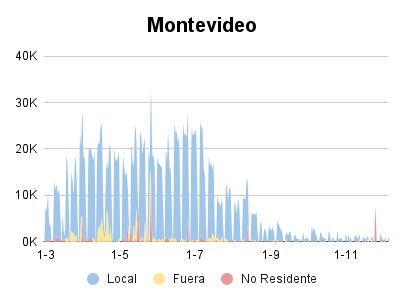 Montevideo
40K
30K
20K
10K
0K
1-3 1-5 1-7 1-9 1-11
Local Fuera No Residente